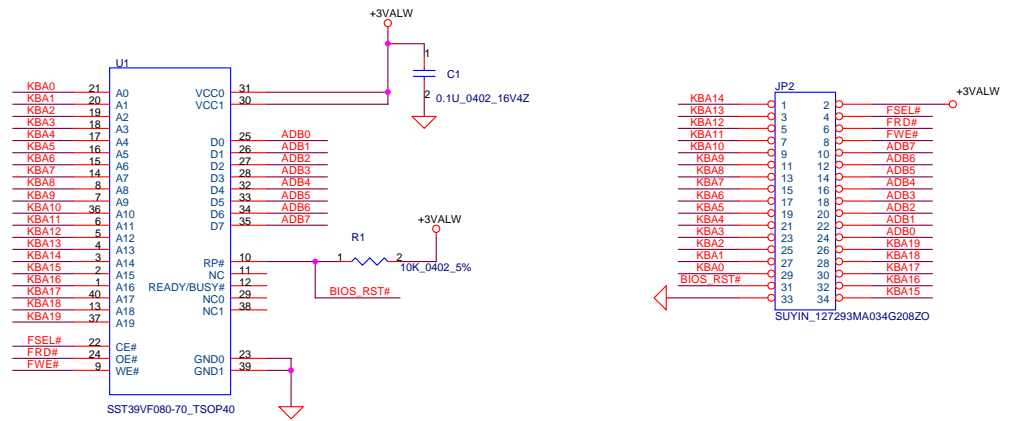 +3VALW
U1
1
C1
2
0.1U_0402_16V4Z
KBA0 21 A0
KBA1 20 A1
KBA2 19 A2
KBA3 18 A3
KBA4 17 A4
KBA5 16 A5
KBA6 15 A6
KBA7 14 A7
KBA8 8 A8
KBA9 7 A9
KBA10 36 A10
KBA11 6 A11
KBA12 5 A12
KBA13 4 A13
KBA14 3 A14
KBA15 2 A15
KBA16 1 A16
KBA17 40 A17
KBA18 13 A18
KBA19 37 A19
FSEL# 22 CE#
FRD# 24 OE#
FWE# 9 WE#
VCC0 31
VCC1 30
D0 25 ADB0
D1 26 ADB1
D2 27 ADB2
D3 28 ADB3
D4 32 ADB4
D5 33 ADB5
D6 34 ADB6
D7 35 ADB7
RP# 10
NC 11
READY/BUSY# 12
NC0 29
NC1 38
GND0 23
GND1 39
SST39VF080-70_TSOP40
+3VALW
R1
1 2
10K_0402_5%
BIOS_RST#
JP2
+3VALW
KBA14 1 2
KBA13 3 4 FSEL#
KBA12 5 6 FRD#
KBA11 7 8 FWE#
KBA10 9 10 ADB7
KBA9 11 12 ADB6
KBA8 13 14 ADB5
KBA7 15 16 ADB4
KBA6 17 18 ADB3
KBA5 19 20 ADB2
KBA4 21 22 ADB1
KBA3 23 24 ADB0
KBA2 25 26 KBA19
KBA1 27 28 KBA18
KBA0 29 30 KBA17
BIOS_RST# 31 32 KBA16
33 34 KBA15
SUYIN_127293MA034G208ZO